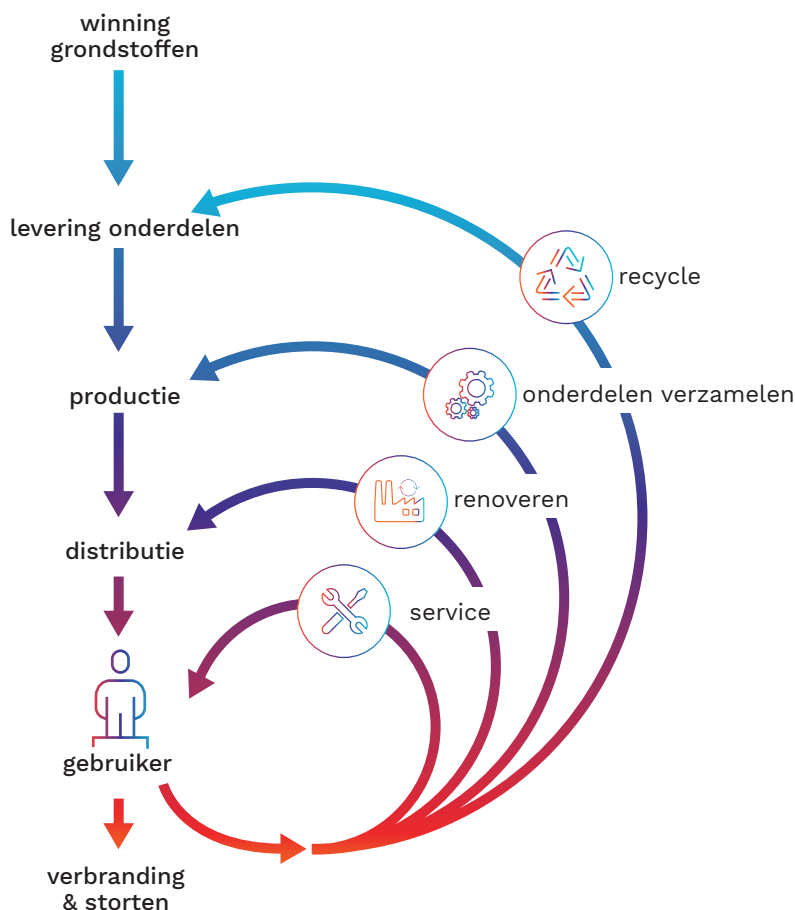 winning
grondstoffen
levering onderdelen
recycle
productie
onderdelen verzamelen
renoveren
distributie
service
gebruiker
verbranding
& storten